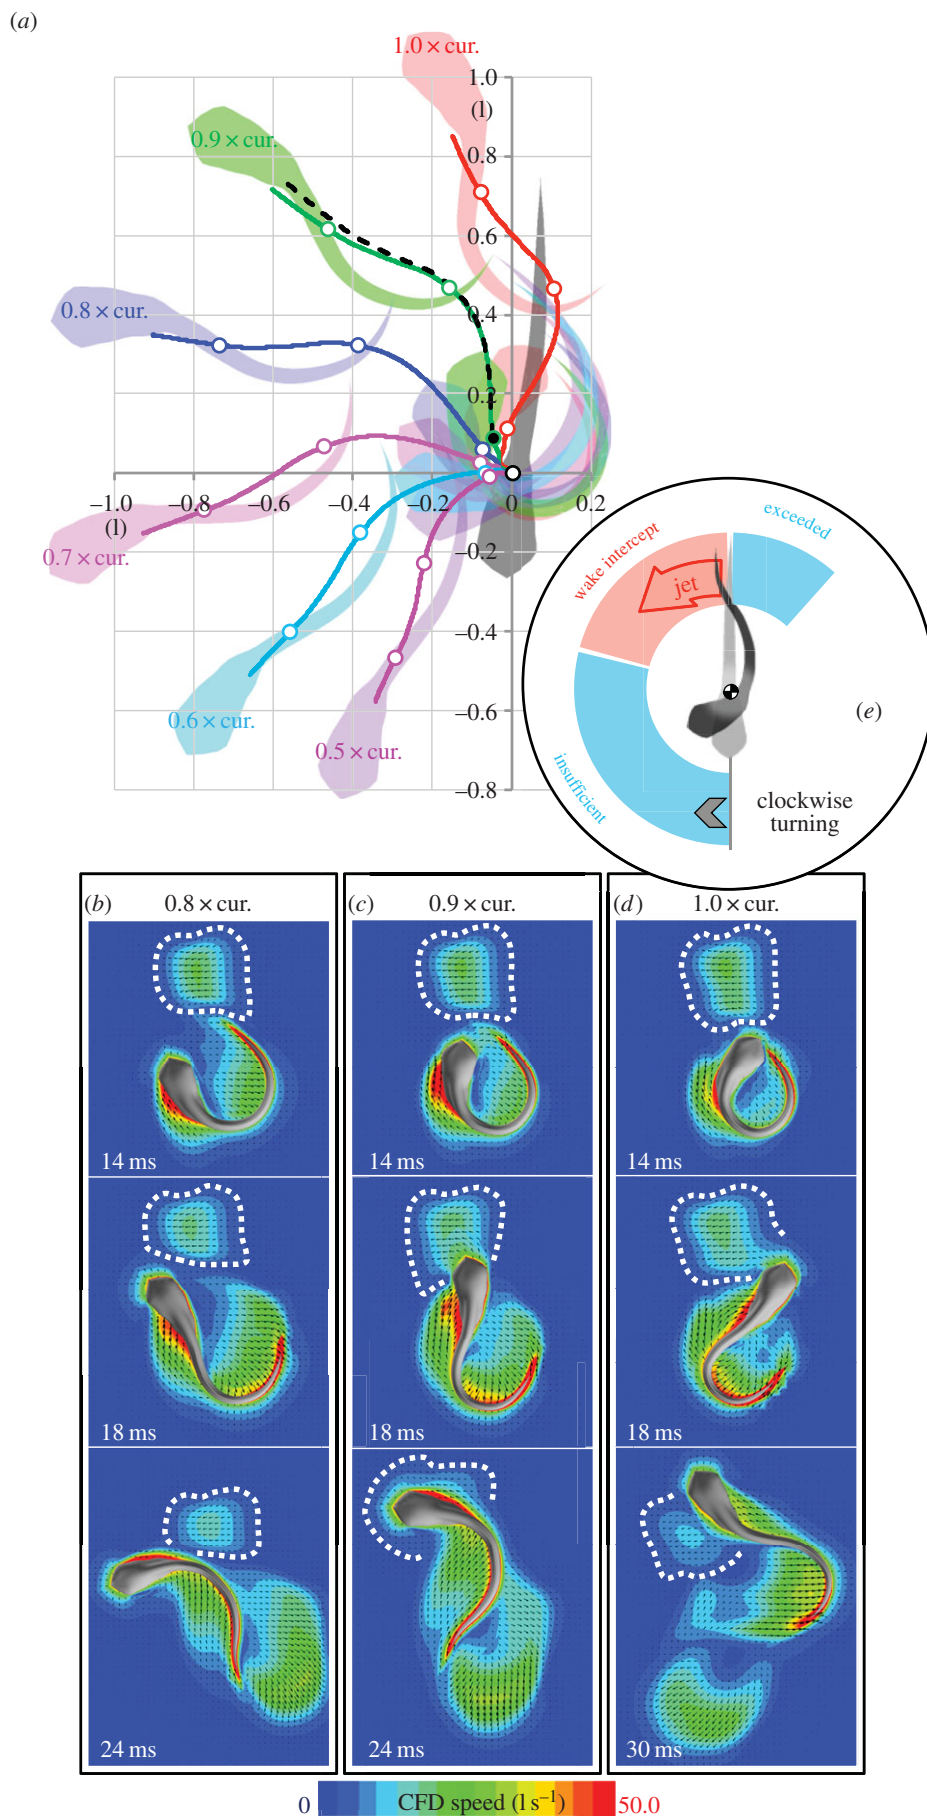 (a)
1.0 × cur.
1.0
(l)
0.9 × cur.
0.8
0.6
0.8 × cur.
0.4
0.2
−1.0
−0.8
−0.6
−0.4
−0.2
0
0.2
(l)
0.7 × cur.
−0.2
−0.4
0.6 × cur.
0.5 × cur.
−0.6
−0.8
exceeded
wake intercept
jet
(e)
insufficient
clockwise
turning
(b) 0.8 × cur.
(c) 0.9 × cur.
(d) 1.0 × cur.
14 ms
14 ms
14 ms
18 ms
18 ms
18 ms
24 ms
24 ms
30 ms
0 CFD speed (l s⁻¹) 50.0